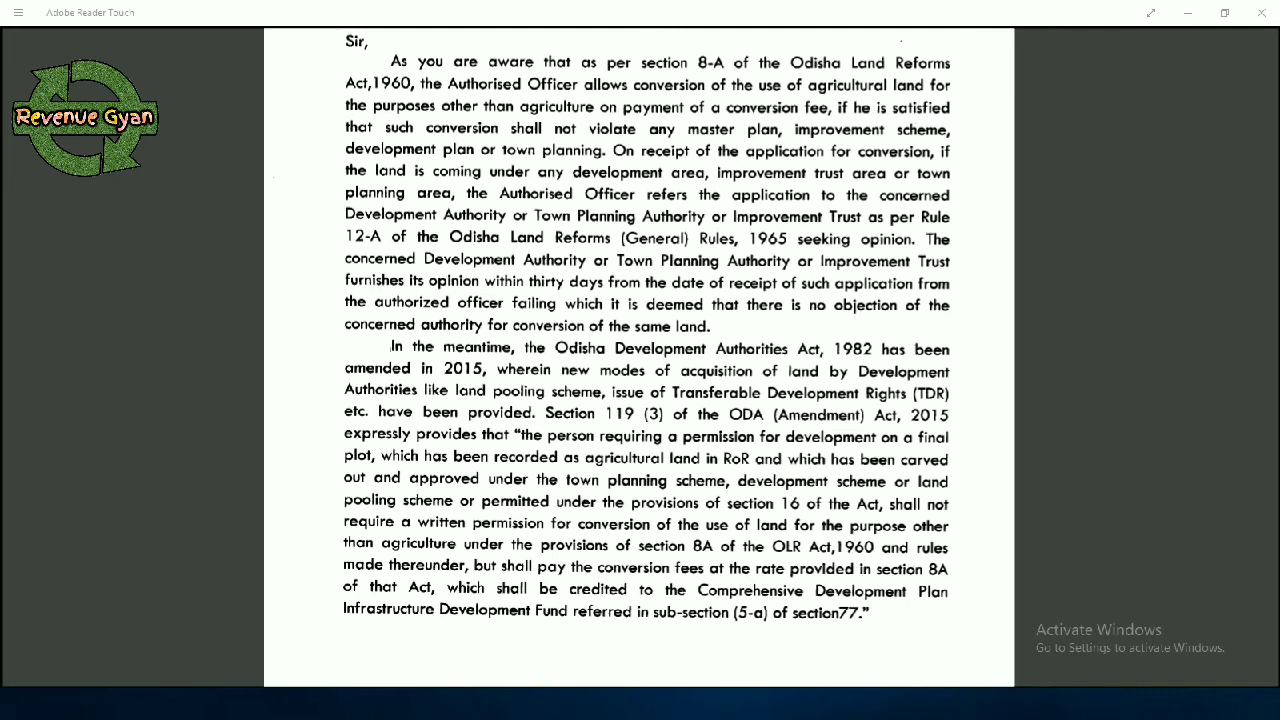 Adobe Reader Touch
Revenue Gyan
Sir,
As you are aware that as per section 8-A of the Odisha Land Reforms
Act,1960, the Authorised Officer allows conversion of the use of agricultural land for
the purposes other than agriculture on payment of a conversion fee, if he is satisfied
that such conversion shall not violate any master plan, improvement scheme,
development plan or town planning. On receipt of the application for conversion, if
the land is coming under any development area, improvement trust area or town
planning area, the Authorised Officer refers the application to the concerned
Development Authority or Town Planning Authority or Improvement Trust as per Rule
12-A of the Odisha Land Reforms (General) Rules, 1965 seeking opinion. The
concerned Development Authority or Town Planning Authority or Improvement Trust
furnishes its opinion within thirty days from the date of receipt of such application from
the authorized officer failing which it is deemed that there is no objection of the
concerned authority for conversion of the same land.
In the meantime, the Odisha Development Authorities Act, 1982 has been
amended in 2015, wherein new modes of acquisition of land by Development
Authorities like land pooling scheme, issue of Transferable Development Rights (TDR)
etc. have been provided. Section 119 (3) of the ODA (Amendment) Act, 2015
expressly provides that "the person requiring a permission for development on a final
plot, which has been recorded as agricultural land in RoR and which has been carved
out and approved under the town planning scheme, development scheme or land
pooling scheme or permitted under the provisions of section 16 of the Act, shall not
require a written permission for conversion of the use of land for the purpose other
than agriculture under the provisions of section 8A of the OLR Act,1960 and rules
made thereunder, but shall pay the conversion fees at the rate provided in section 8A
of that Act, which shall be credited to the Comprehensive Development Plan
Infrastructure Development Fund referred in sub-section (5-a) of section77."
Activate Windows
Go to Settings to activate Windows.